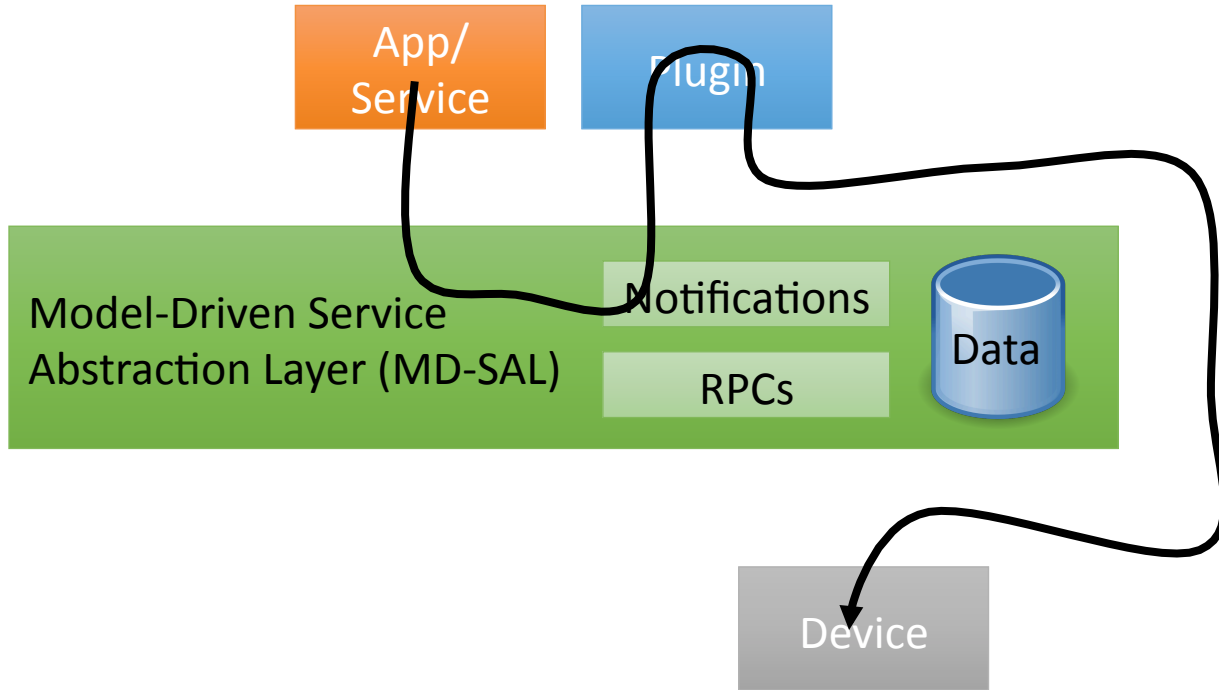 App/
Service
Plugin
Model-Driven Service
Abstraction Layer (MD-SAL)
Notifications
RPCs
Data
Device